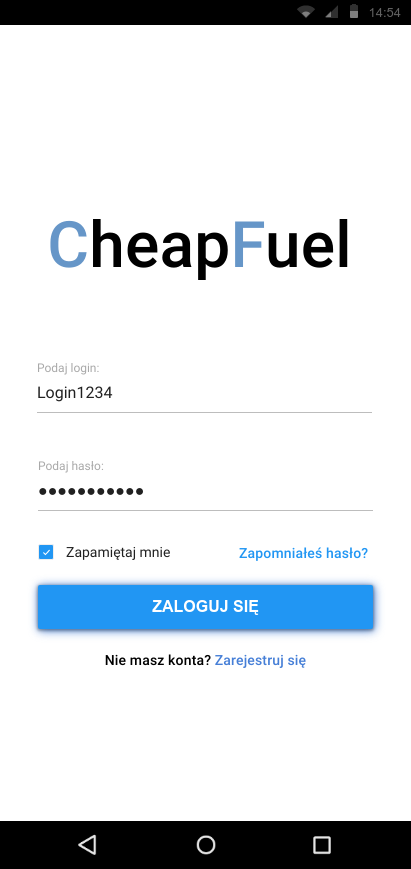 14:54
CheapFuel
Podaj login:
Login1234
Podaj hasło:
●●●●●●●●●●●
Zapamiętaj mnie
Zapomniałeś hasło?
ZALOGUJ SIĘ
Nie masz konta? Zarejestruj się